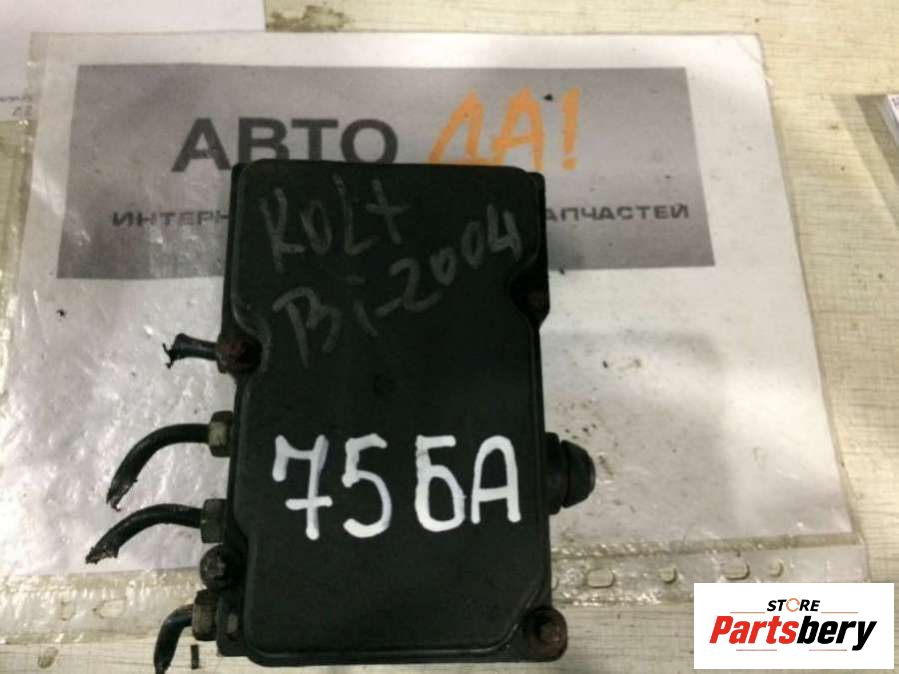 АВТО ДА!
ИНТЕРН АПЧАСТЕЙ
Kolt
Bi-2004
75БА
STORE
Partsbery